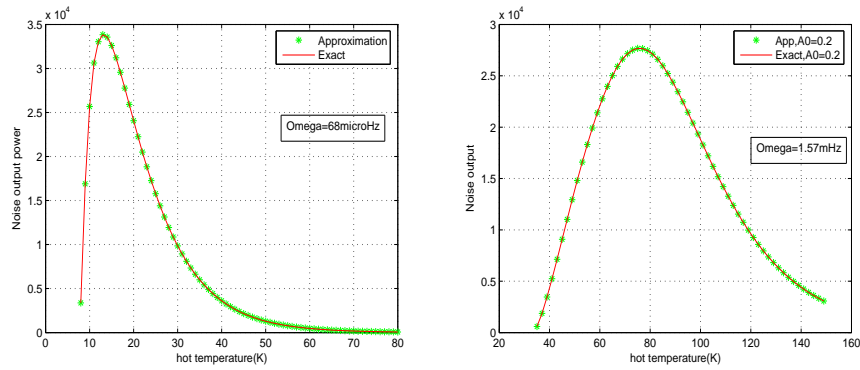 x 10^4
3.5
3
2.5
2
1.5
1
0.5
0
Noise output power
0 10 20 30 40 50 60 70 80
hot temperature(K)
Approximation
Exact
Omega=68microHz
x 10^4
3
2.5
2
1.5
1
0.5
0
Noise output
20 40 60 80 100 120 140 160
hot temperature(K)
App,A0=0.2
Exact,A0=0.2
Omega=1.57mHz